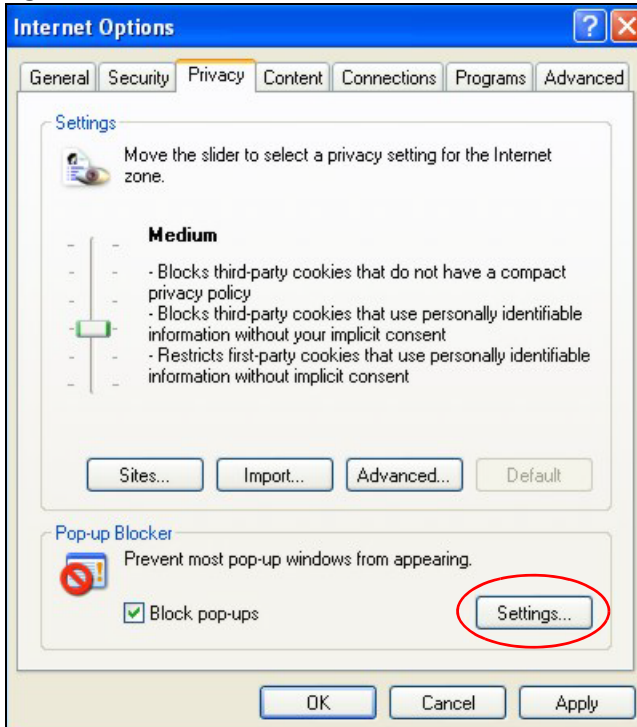 Internet Options
General Security Privacy Content Connections Programs Advanced
Settings
Move the slider to select a privacy setting for the Internet
zone.
Medium
- Blocks third-party cookies that do not have a compact
privacy policy
- Blocks third-party cookies that use personally identifiable
information without your implicit consent
- Restricts first-party cookies that use personally identifiable
information without implicit consent
Sites... Import... Advanced... Default
Pop-up Blocker
Prevent most pop-up windows from appearing.
Block pop-ups Settings...
OK Cancel Apply